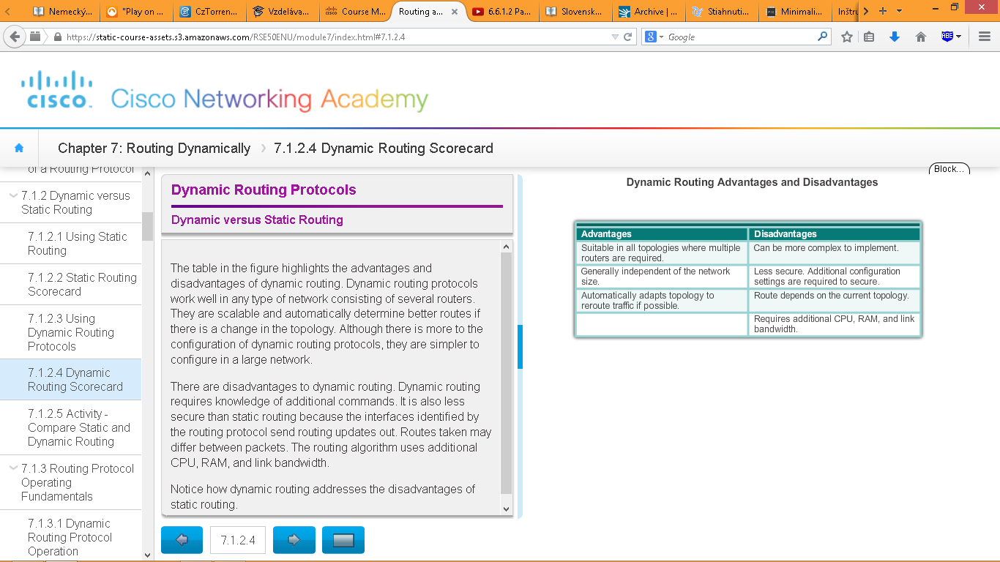 Nemecký...
"Play on ...
CzTorren...
Vzdeláva...
Course M...
Routing a...
6.6.1.2 Pa...
Slovensk...
Archive | ...
Stiahnuti...
Minimali...
Inštru
https://static-course-assets.s3.amazonaws.com/RSE50ENU/module7/index.html#7.1.2.4
Google
ABE
CISCO
Cisco Networking Academy
Chapter 7: Routing Dynamically
7.1.2.4 Dynamic Routing Scorecard
Block...
of a Routing Protocol
7.1.2 Dynamic versus
Static Routing
7.1.2.1 Using Static
Routing
7.1.2.2 Static Routing
Scorecard
7.1.2.3 Using
Dynamic Routing
Protocols
7.1.2.4 Dynamic
Routing Scorecard
7.1.2.5 Activity -
Compare Static and
Dynamic Routing
7.1.3 Routing Protocol
Operating
Fundamentals
7.1.3.1 Dynamic
Routing Protocol
Operation
Dynamic Routing Protocols
Dynamic versus Static Routing
The table in the figure highlights the advantages and
disadvantages of dynamic routing. Dynamic routing protocols
work well in any type of network consisting of several routers.
They are scalable and automatically determine better routes if
there is a change in the topology. Although there is more to the
configuration of dynamic routing protocols, they are simpler to
configure in a large network.
There are disadvantages to dynamic routing. Dynamic routing
requires knowledge of additional commands. It is also less
secure than static routing because the interfaces identified by
the routing protocol send routing updates out. Routes taken may
differ between packets. The routing algorithm uses additional
CPU, RAM, and link bandwidth.
Notice how dynamic routing addresses the disadvantages of
static routing.
7.1.2.4
Dynamic Routing Advantages and Disadvantages
Advantages
Disadvantages
Suitable in all topologies where multiple
routers are required.
Can be more complex to implement.
Generally independent of the network
size.
Less secure. Additional configuration
settings are required to secure.
Automatically adapts topology to
reroute traffic if possible.
Route depends on the current topology.
Requires additional CPU, RAM, and link
bandwidth.